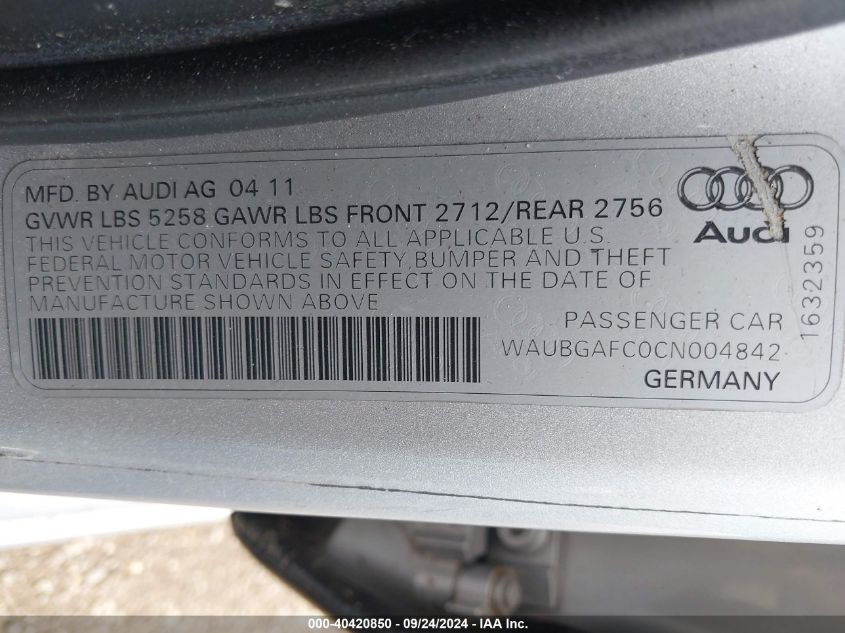 MFD. BY AUDI AG 04 11
GVWR LBS 5258 GAWR LBS FRONT 2712/REAR 2756
THIS VEHICLE CONFORMS TO ALL APPLICABLE U.S.
FEDERAL MOTOR VEHICLE SAFETY, BUMPER AND THEFT
PREVENTION STANDARDS IN EFFECT ON THE DATE OF
MANUFACTURE SHOWN ABOVE
Audi
1632359
PASSENGER CAR
WAUBGAFC0CN004842
GERMANY
000-40420850 - 09/24/2024 - IAAI.com